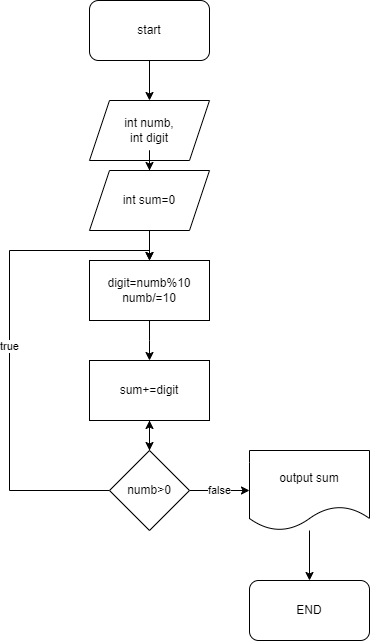 start
int numb,
int digit
int sum=0
digit=numb%10
numb/=10
true
sum+=digit
numb>0
false
output sum
END